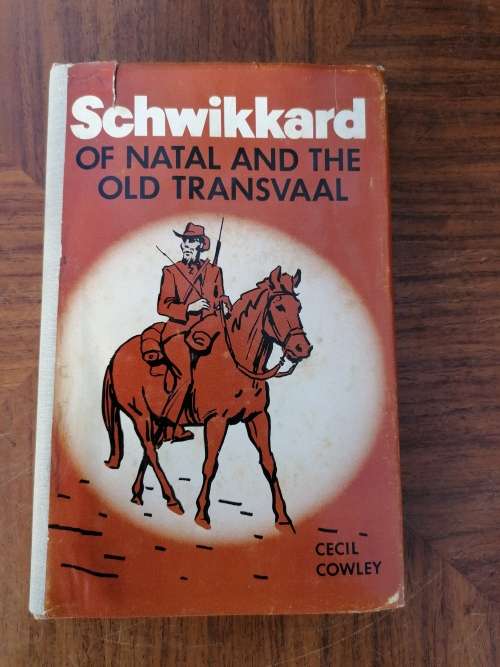 Schwikkard
OF NATAL AND THE
OLD TRANSVAAL
CECIL
COWLEY